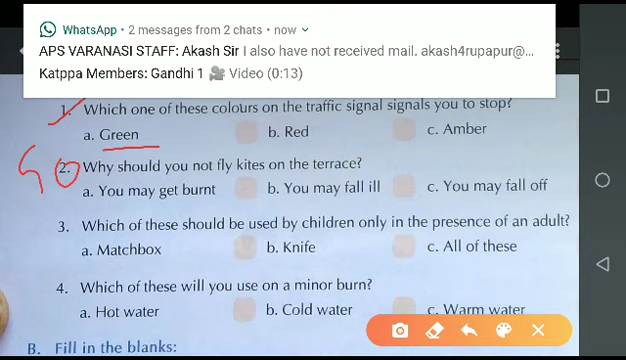 WhatsApp • 2 messages from 2 chats • now
APS VARANASI STAFF: Akash Sir I also have not received mail. akash4rupapur@...
Katppa Members: Gandhi 1 🎥 Video (0:13)
1. Which one of these colours on the traffic signal signals you to stop?
a. Green b. Red c. Amber
GO
2. Why should you not fly kites on the terrace?
a. You may get burnt b. You may fall ill c. You may fall off
3. Which of these should be used by children only in the presence of an adult?
a. Matchbox b. Knife c. All of these
4. Which of these will you use on a minor burn?
a. Hot water b. Cold water c. Warm water
B. Fill in the blanks: